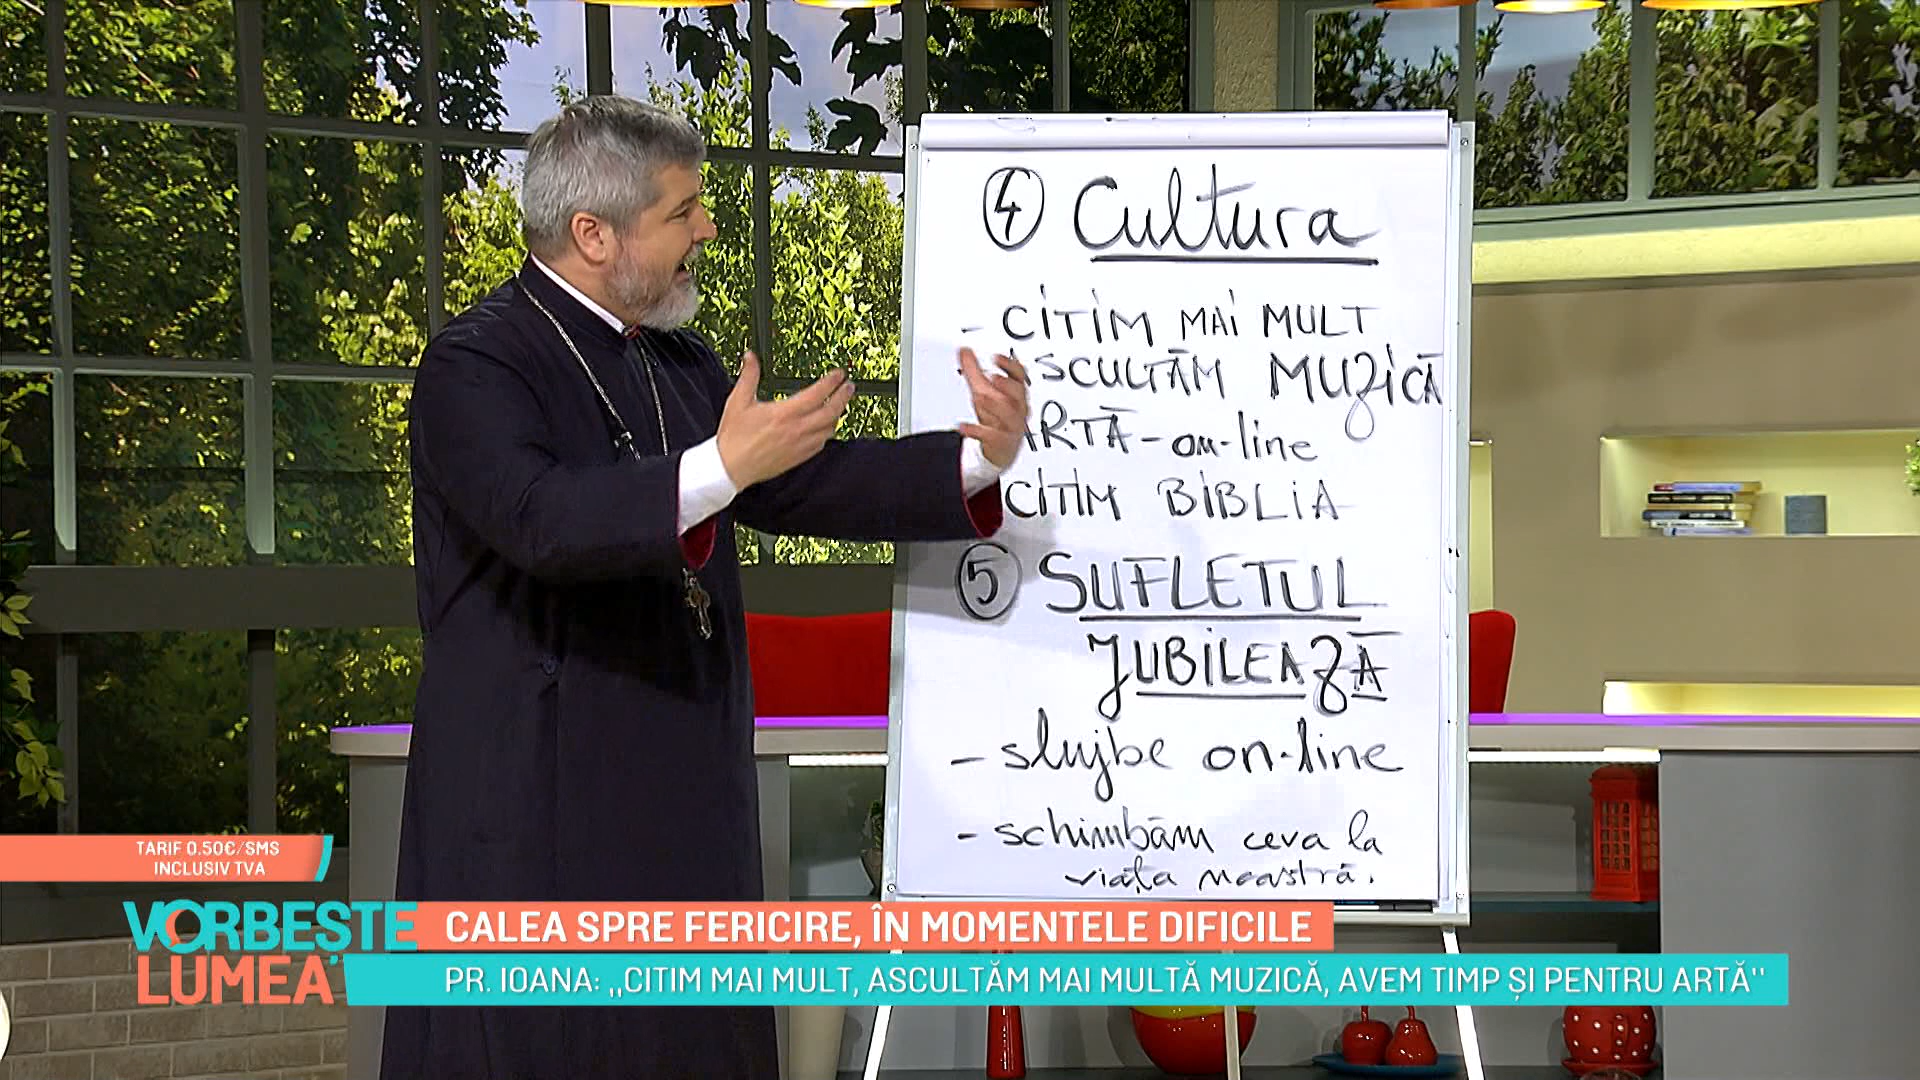 ④ Cultura
- CITIM MAI MULT
- ASCULTĂM MUZICĂ
ARTĂ - on-line
CITIM BIBLIA
⑤ SUFLETUL
JUBILEAZĂ
- slujbe on-line
- schimbăm ceva la
viața noastră.
TARIF 0.50€/SMS
INCLUSIV TVA
VORBEȘTE
LUMEA
CALEA SPRE FERICIRE, ÎN MOMENTELE DIFICILE
PR. IOANA: ,,CITIM MAI MULT, ASCULTĂM MAI MULTĂ MUZICĂ, AVEM TIMP ȘI PENTRU ARTĂ''